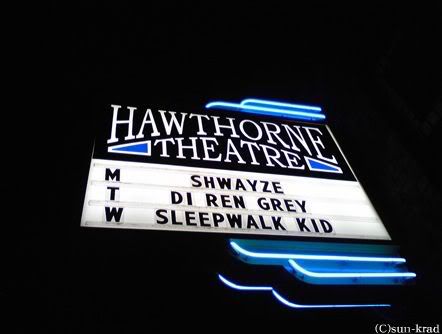 HAWTHORNE
THEATRE
M SHWAYZE
T DI REN GREY
W SLEEPWALK KID
(C)sun-krad